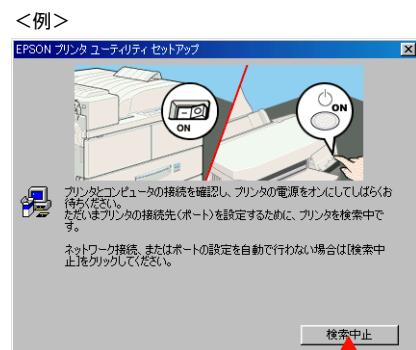 ＜例＞
EPSON プリンタ ユーティリティ セットアップ
ON
ON
プリンタとコンピュータの接続を確認し、プリンタの電源をオンにしてしばらくお
待ちください。
ただいまプリンタの接続先(ポート)を設定するために、プリンタを検索中で
す。
ネットワーク接続、またはポートの設定を自動で行わない場合は[検索中
止]をクリックしてください。
検索中止